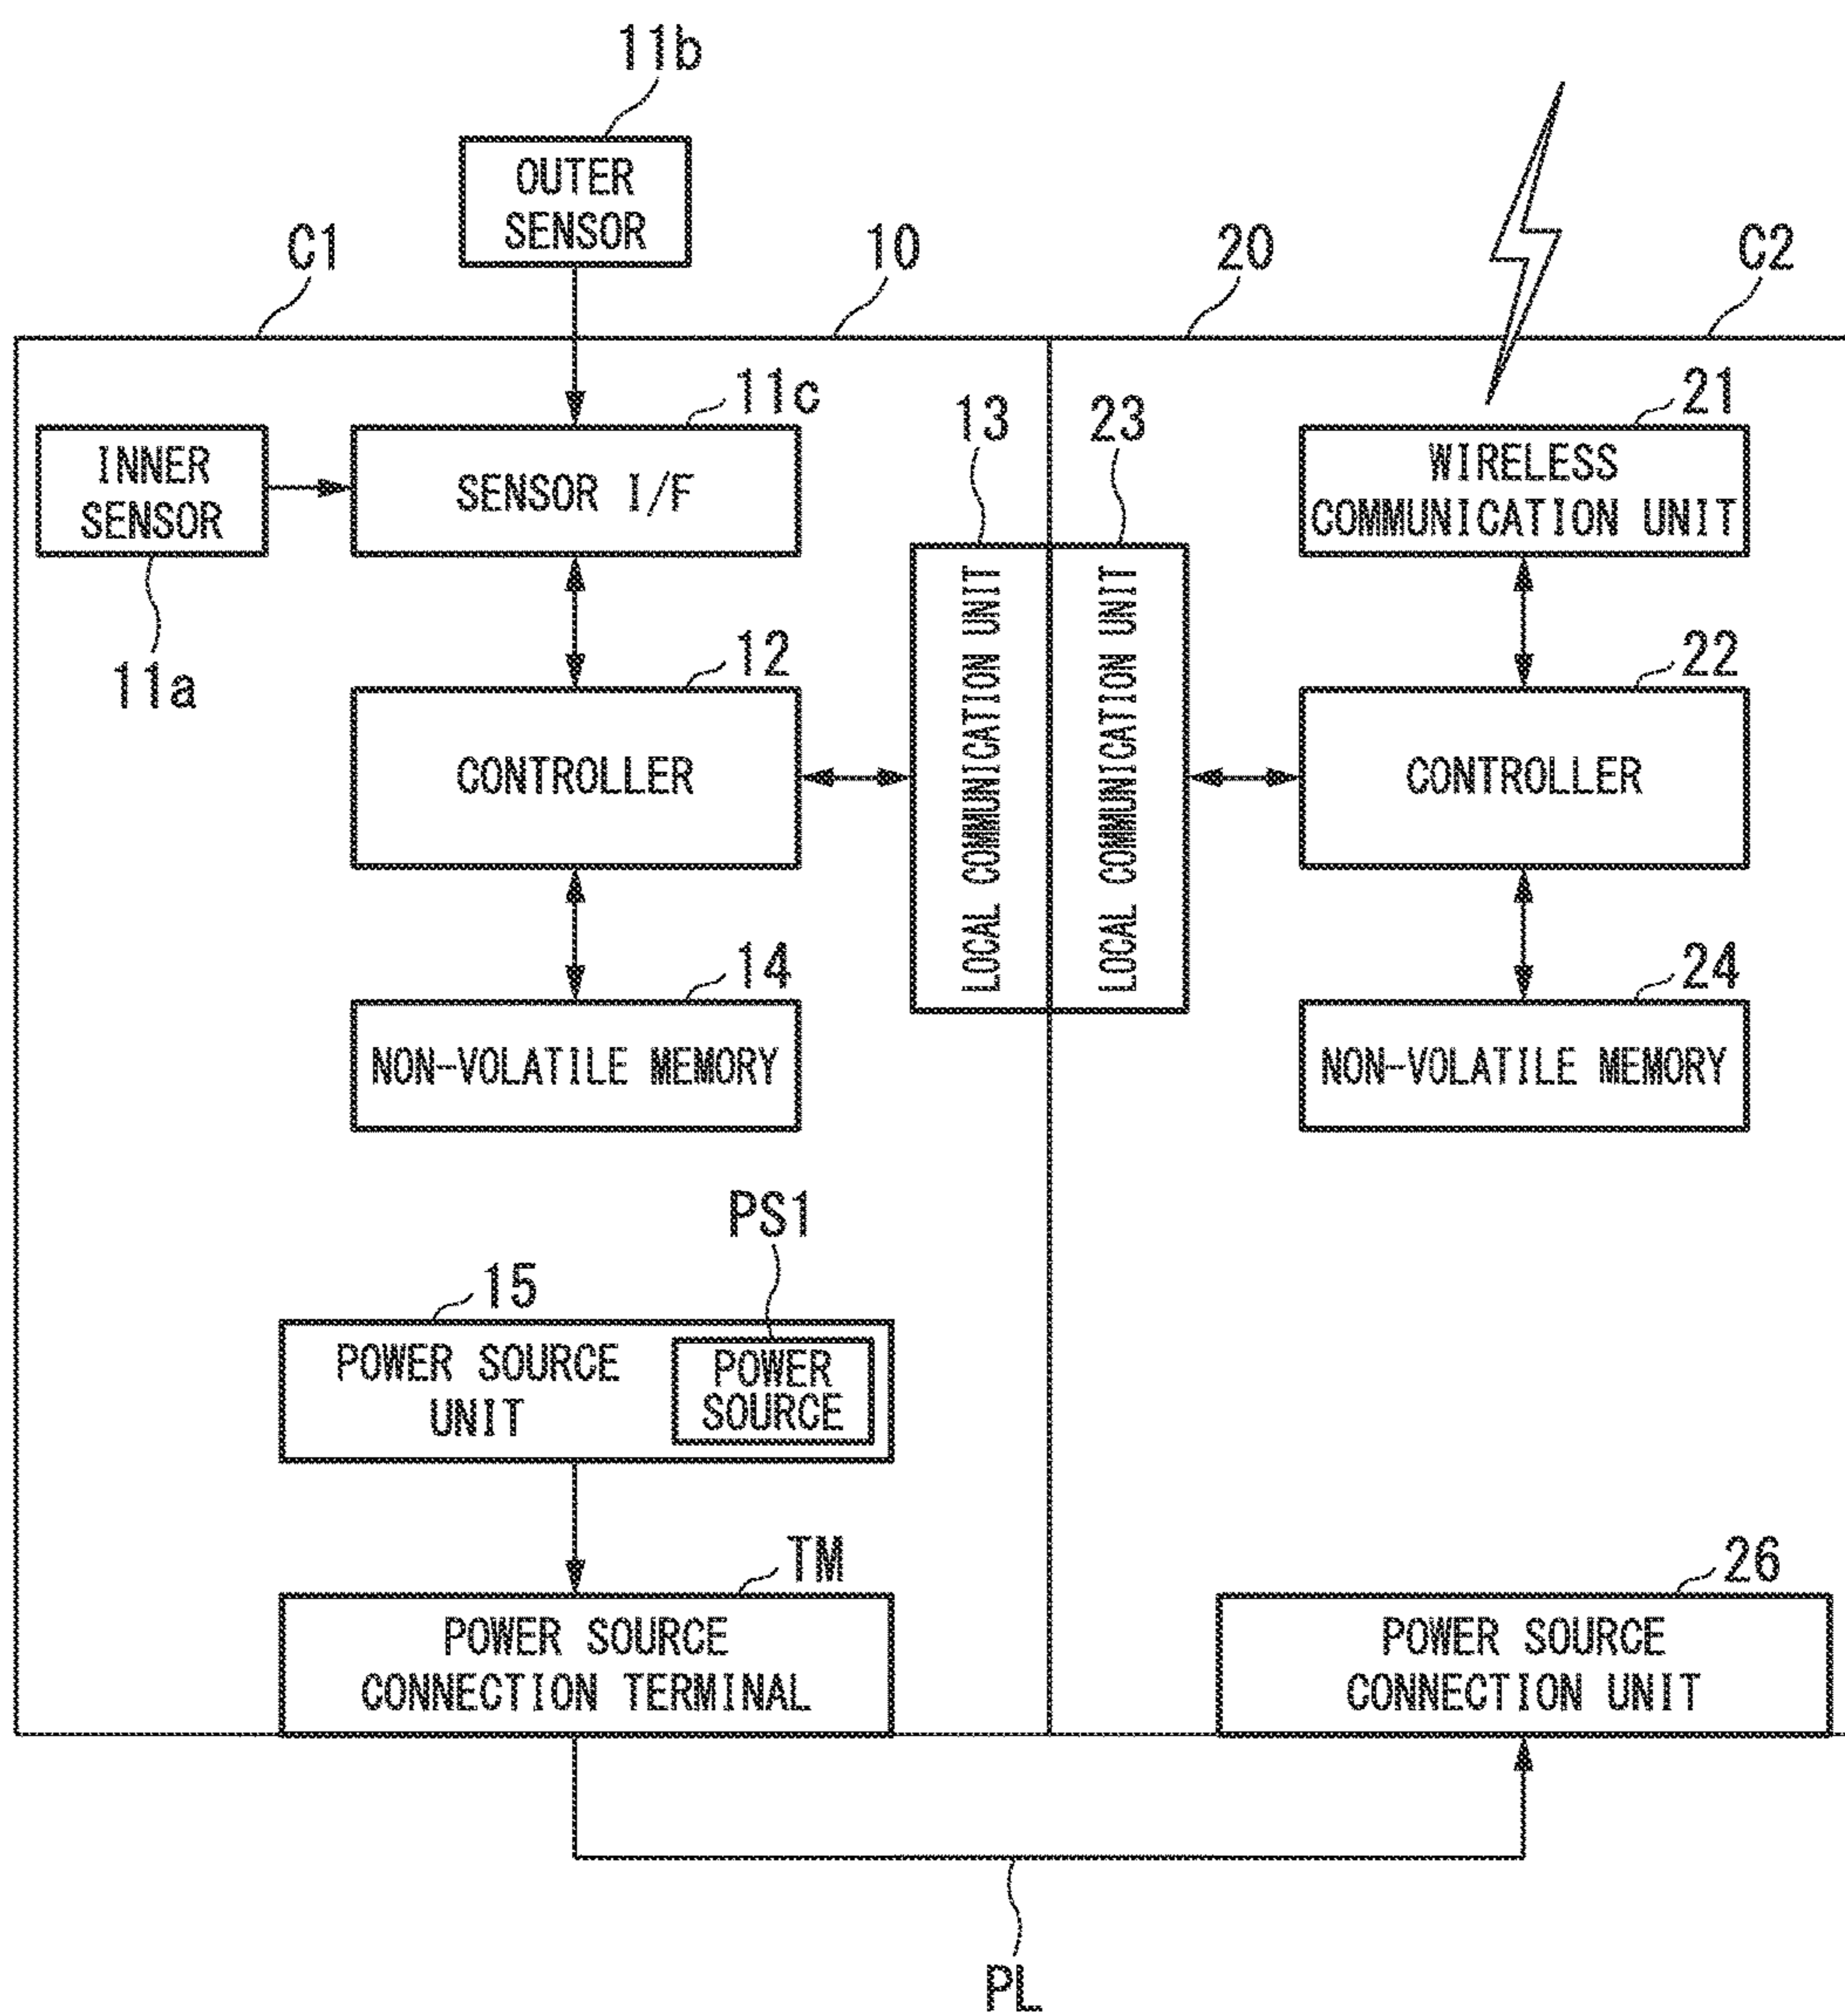 11b
OUTER
SENSOR
C1
10
20
C2
11c
13
23
21
INNER
SENSOR
SENSOR I/F
WIRELESS
COMMUNICATION UNIT
11a
12
LOCAL COMMUNICATION UNIT
LOCAL COMMUNICATION UNIT
22
CONTROLLER
CONTROLLER
14
24
NON-VOLATILE MEMORY
NON-VOLATILE MEMORY
PS1
15
POWER SOURCE
UNIT
POWER
SOURCE
TM
26
POWER SOURCE
CONNECTION TERMINAL
POWER SOURCE
CONNECTION UNIT
PL